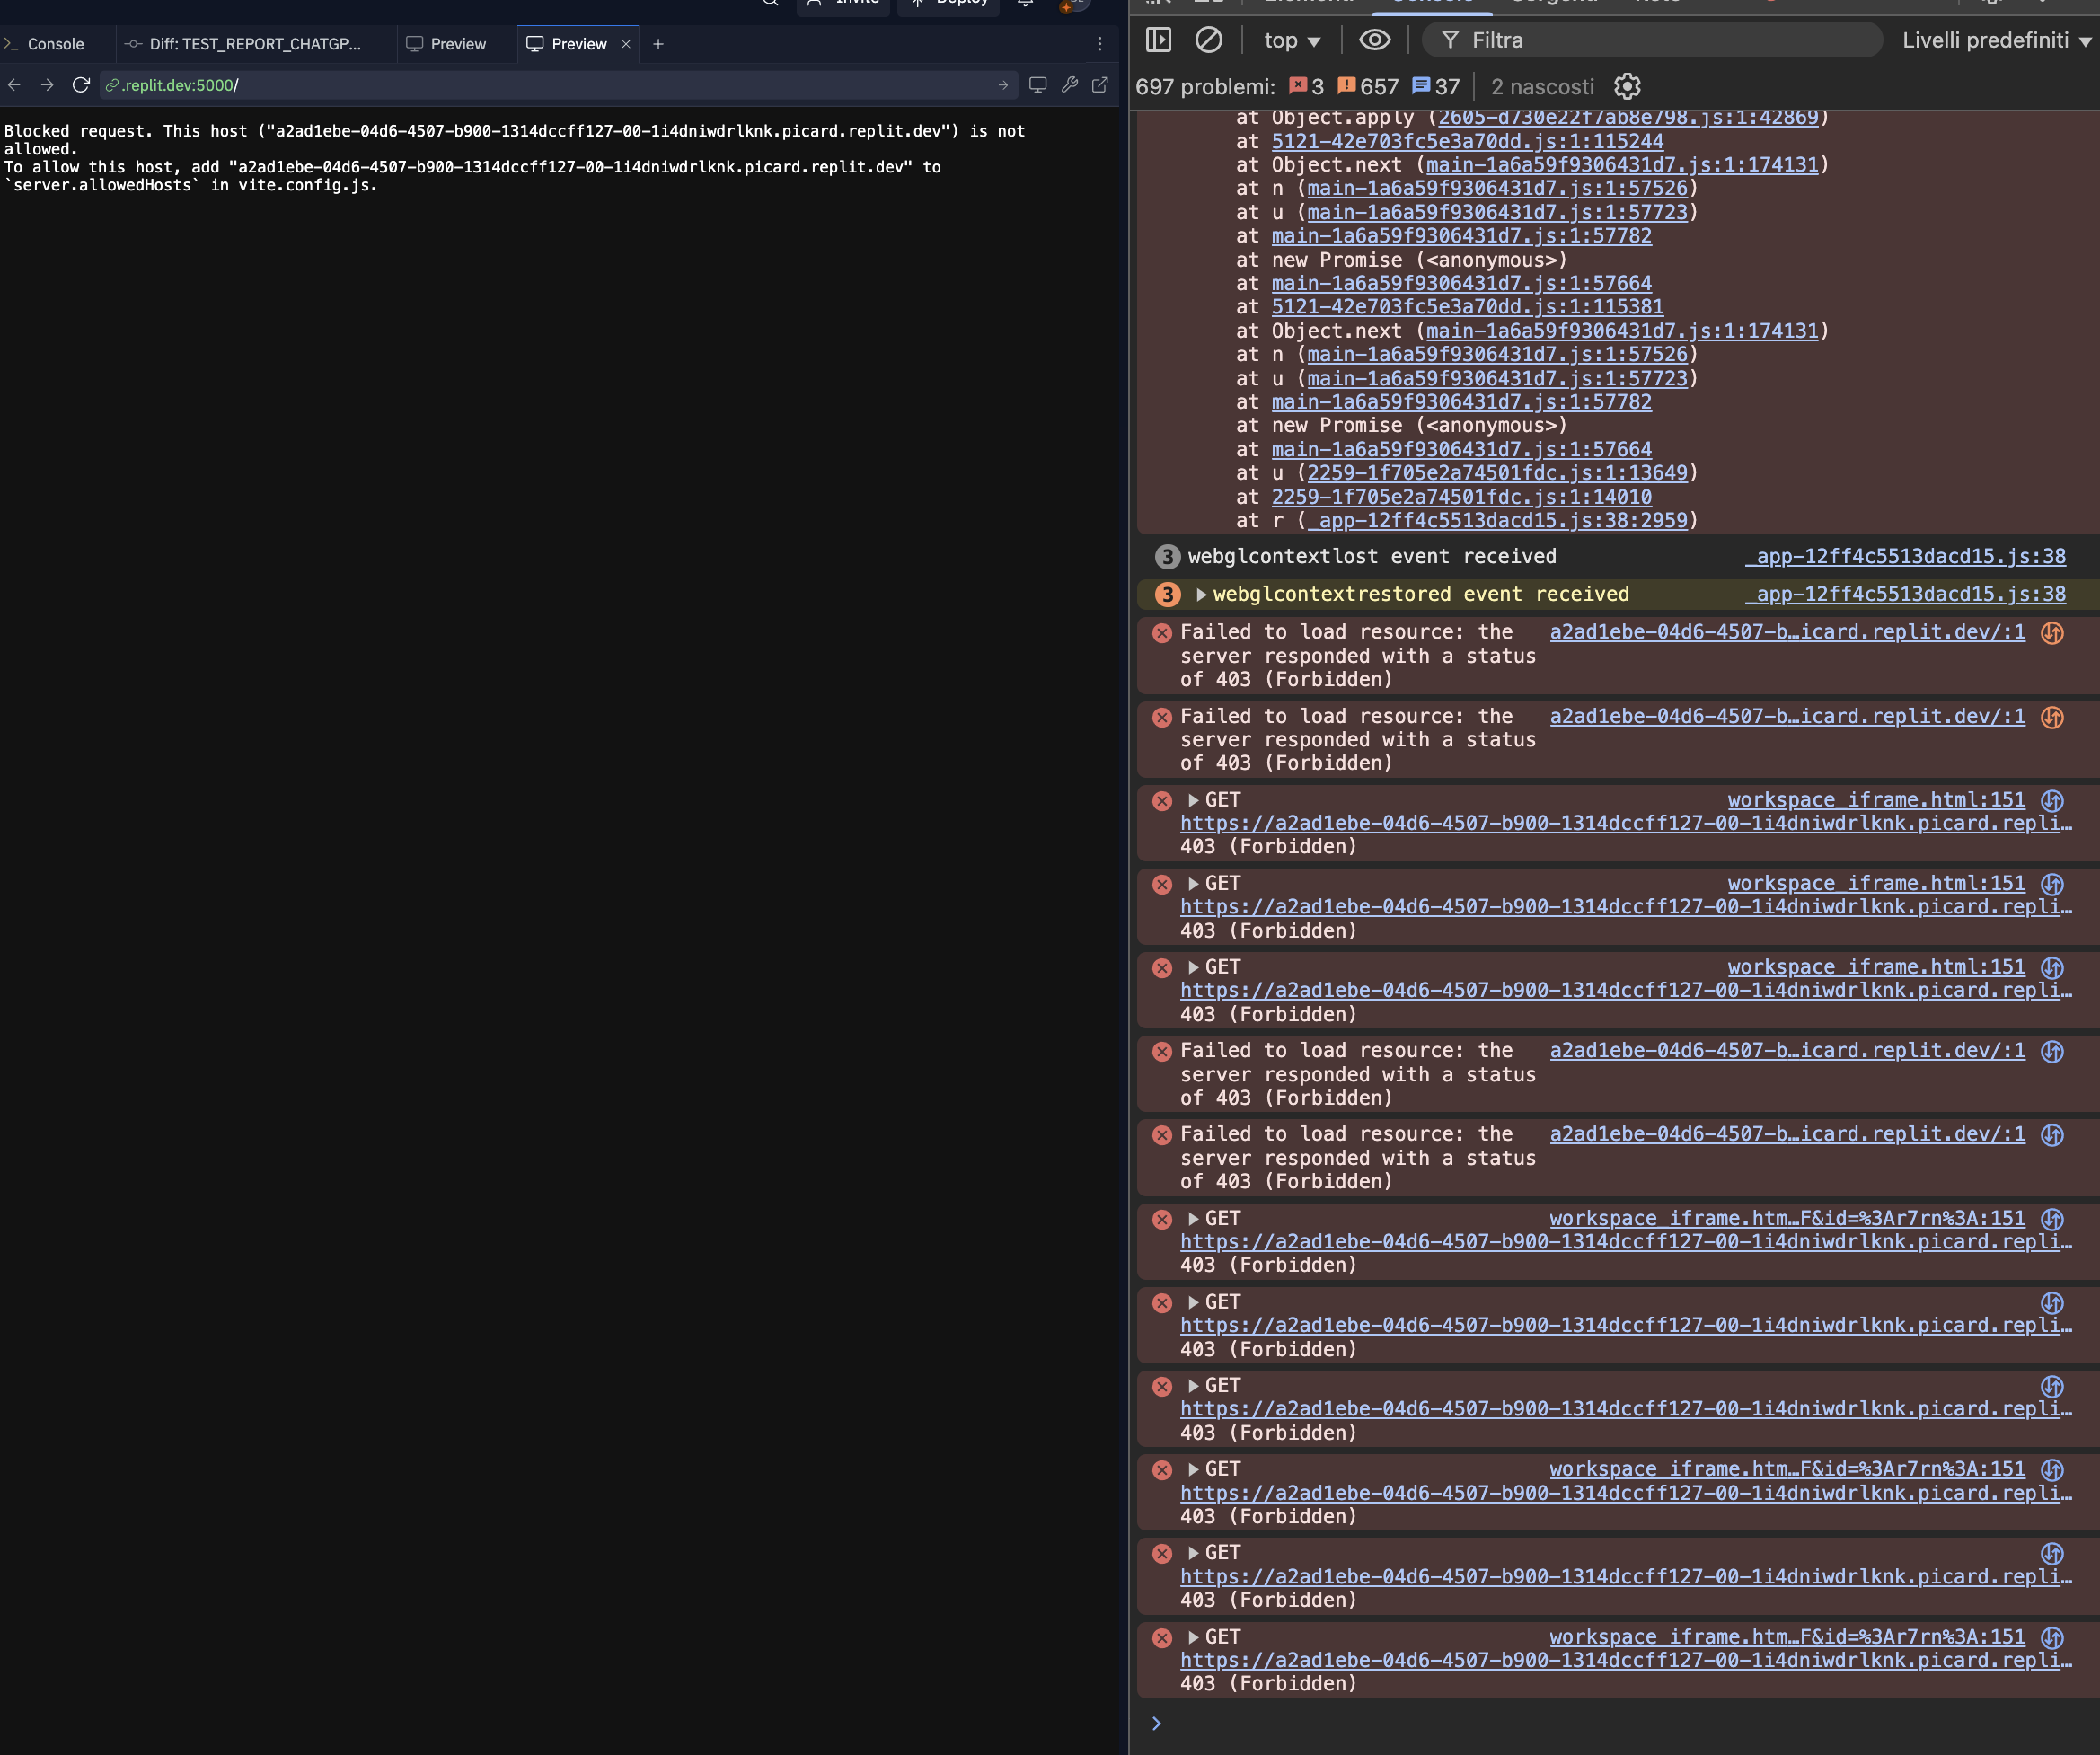 Invite
Deploy
Console
Diff: TEST_REPORT_CHATGP...
Preview
Preview
.replit.dev:5000/
Blocked request. This host ("a2ad1ebe-04d6-4507-b900-1314dccff127-00-1i4dniwdrlknk.picard.replit.dev") is not
allowed.
To allow this host, add "a2ad1ebe-04d6-4507-b900-1314dccff127-00-1i4dniwdrlknk.picard.replit.dev" to
`server.allowedHosts` in vite.config.js.
top
Filtra
Livelli predefiniti
697 problemi: 3 657 37 2 nascosti
at Object.apply (2605-d730e22f7ab8e798.js:1:42869)
at 5121-42e703fc5e3a70dd.js:1:115244
at Object.next (main-1a6a59f9306431d7.js:1:174131)
at n (main-1a6a59f9306431d7.js:1:57526)
at u (main-1a6a59f9306431d7.js:1:57723)
at main-1a6a59f9306431d7.js:1:57782
at new Promise (<anonymous>)
at main-1a6a59f9306431d7.js:1:57664
at 5121-42e703fc5e3a70dd.js:1:115381
at Object.next (main-1a6a59f9306431d7.js:1:174131)
at n (main-1a6a59f9306431d7.js:1:57526)
at u (main-1a6a59f9306431d7.js:1:57723)
at main-1a6a59f9306431d7.js:1:57782
at new Promise (<anonymous>)
at main-1a6a59f9306431d7.js:1:57664
at u (2259-1f705e2a74501fdc.js:1:13649)
at 2259-1f705e2a74501fdc.js:1:14010
at r (_app-12ff4c5513dacd15.js:38:2959)
3 webglcontextlost event received _app-12ff4c5513dacd15.js:38
3 webglcontextrestored event received _app-12ff4c5513dacd15.js:38
Failed to load resource: the a2ad1ebe-04d6-4507-b…icard.replit.dev/:1
server responded with a status
of 403 (Forbidden)
Failed to load resource: the a2ad1ebe-04d6-4507-b…icard.replit.dev/:1
server responded with a status
of 403 (Forbidden)
GET workspace_iframe.html:151
https://a2ad1ebe-04d6-4507-b900-1314dccff127-00-1i4dniwdrlknk.picard.repli…
403 (Forbidden)
GET workspace_iframe.html:151
https://a2ad1ebe-04d6-4507-b900-1314dccff127-00-1i4dniwdrlknk.picard.repli…
403 (Forbidden)
GET workspace_iframe.html:151
https://a2ad1ebe-04d6-4507-b900-1314dccff127-00-1i4dniwdrlknk.picard.repli…
403 (Forbidden)
Failed to load resource: the a2ad1ebe-04d6-4507-b…icard.replit.dev/:1
server responded with a status
of 403 (Forbidden)
Failed to load resource: the a2ad1ebe-04d6-4507-b…icard.replit.dev/:1
server responded with a status
of 403 (Forbidden)
GET workspace_iframe.htm…F&id=%3Ar7rn%3A:151
https://a2ad1ebe-04d6-4507-b900-1314dccff127-00-1i4dniwdrlknk.picard.repli…
403 (Forbidden)
GET
https://a2ad1ebe-04d6-4507-b900-1314dccff127-00-1i4dniwdrlknk.picard.repli…
403 (Forbidden)
GET
https://a2ad1ebe-04d6-4507-b900-1314dccff127-00-1i4dniwdrlknk.picard.repli…
403 (Forbidden)
GET workspace_iframe.htm…F&id=%3Ar7rn%3A:151
https://a2ad1ebe-04d6-4507-b900-1314dccff127-00-1i4dniwdrlknk.picard.repli…
403 (Forbidden)
GET
https://a2ad1ebe-04d6-4507-b900-1314dccff127-00-1i4dniwdrlknk.picard.repli…
403 (Forbidden)
GET workspace_iframe.htm…F&id=%3Ar7rn%3A:151
https://a2ad1ebe-04d6-4507-b900-1314dccff127-00-1i4dniwdrlknk.picard.repli…
403 (Forbidden)